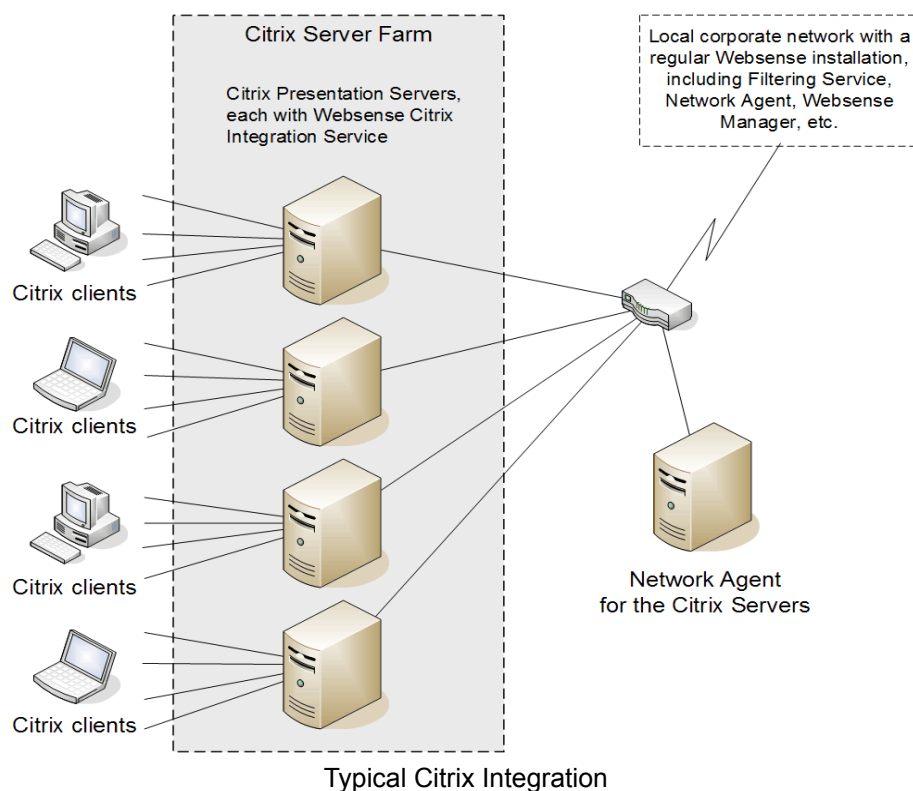 Citrix Server Farm
Citrix Presentation Servers,
each with Websense Citrix
Integration Service
Local corporate network with a
regular Websense installation,
including Filtering Service,
Network Agent, Websense
Manager, etc.
Citrix clients
Citrix clients
Citrix clients
Citrix clients
Network Agent
for the Citrix Servers
Typical Citrix Integration